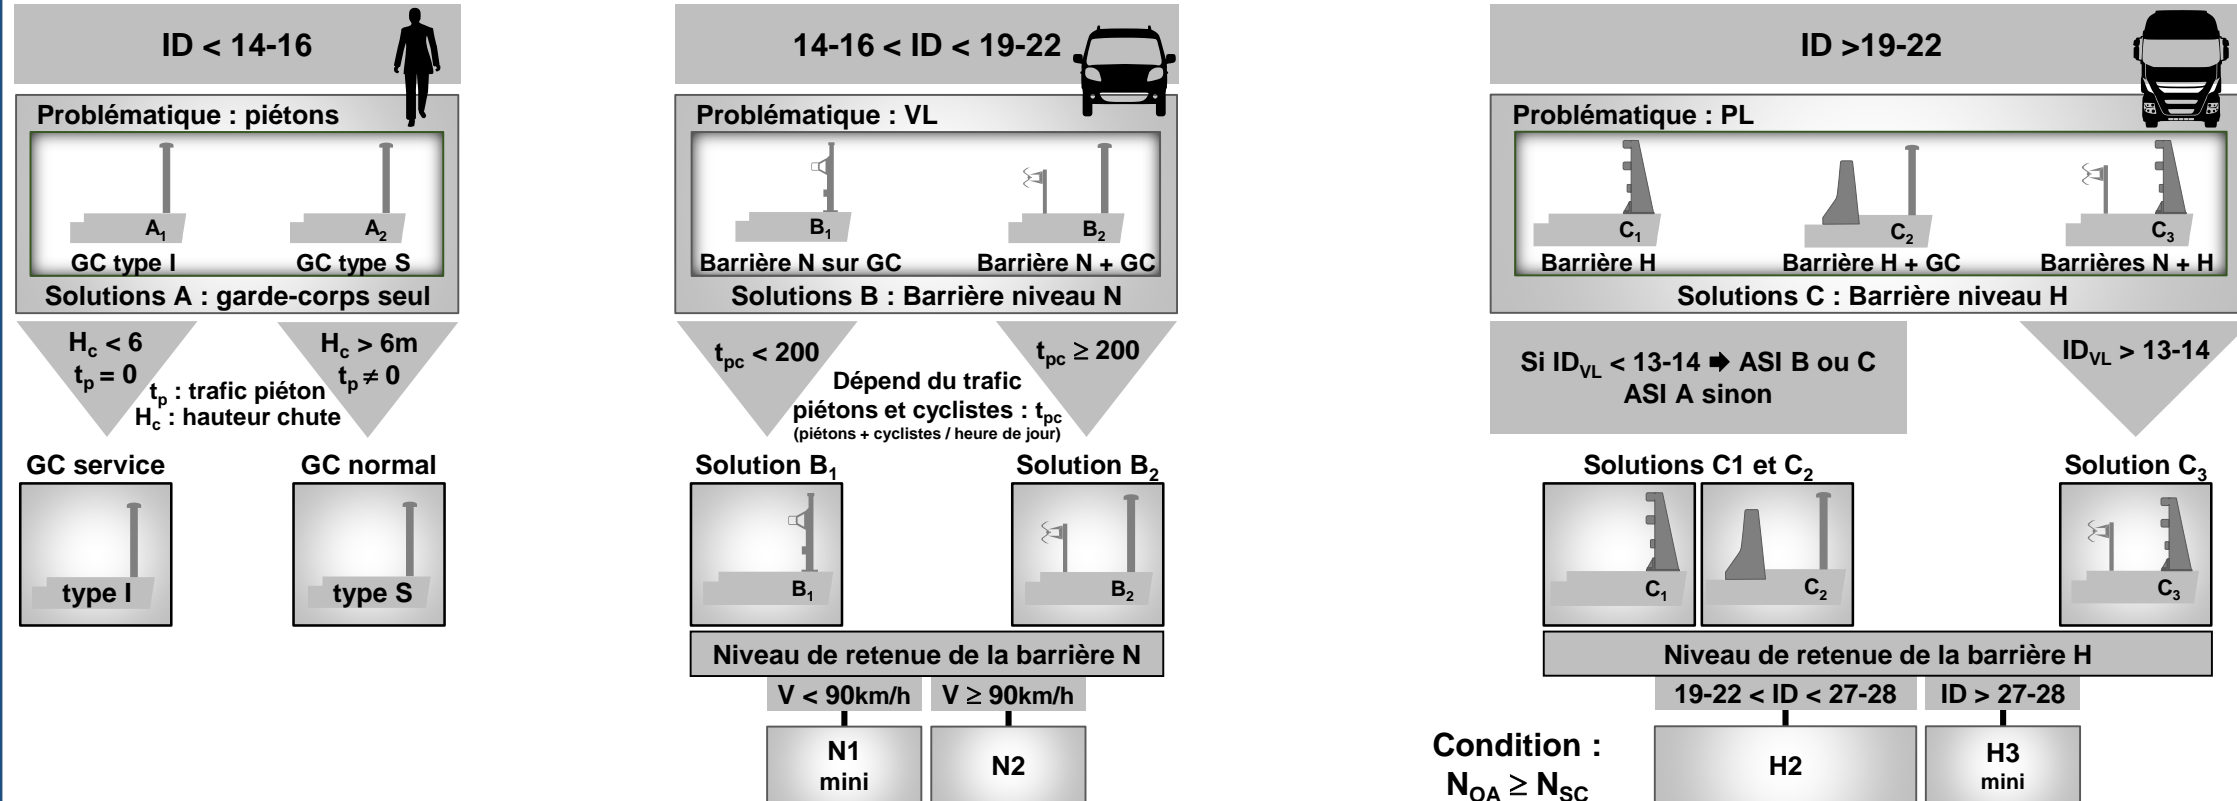 ID < 14-16
Problématique : piétons
A1
A2
GC type I
GC type S
Solutions A : garde-corps seul
Hc < 6
tp = 0
Hc > 6m
tp ≠ 0
tp : trafic piéton
Hc : hauteur chute
GC service
GC normal
type I
type S
14-16 < ID < 19-22
Problématique : VL
B1
B2
Barrière N sur GC
Barrière N + GC
Solutions B : Barrière niveau N
tpc < 200
tpc ≥ 200
Dépend du trafic
piétons et cyclistes : tpc
(piétons + cyclistes / heure de jour)
Solution B1
Solution B2
B1
B2
Niveau de retenue de la barrière N
V < 90km/h
V ≥ 90km/h
N1
mini
N2
ID >19-22
Problématique : PL
C1
C2
C3
Barrière H
Barrière H + GC
Barrières N + H
Solutions C : Barrière niveau H
Si IDVL < 13-14 ➡ ASI B ou C
ASI A sinon
IDVL > 13-14
Solutions C1 et C2
Solution C3
C1
C2
C3
Niveau de retenue de la barrière H
19-22 < ID < 27-28
ID > 27-28
Condition :
NOA ≥ NSC
H2
H3
mini